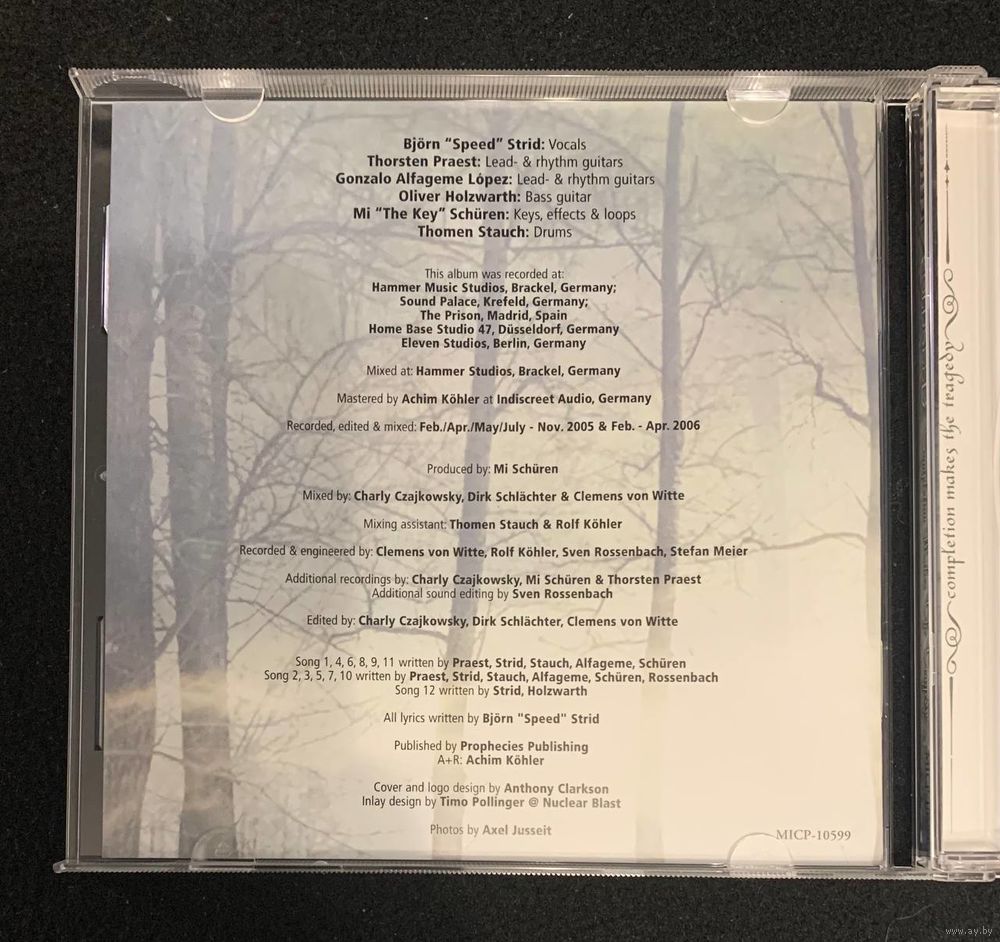 Björn “Speed” Strid: Vocals
Thorsten Praest: Lead- & rhythm guitars
Gonzalo Alfageme López: Lead- & rhythm guitars
Oliver Holzwarth: Bass guitar
Mi “The Key” Schüren: Keys, effects & loops
Thomen Stauch: Drums
This album was recorded at:
Hammer Music Studios, Brackel, Germany;
Sound Palace, Krefeld, Germany;
The Prison, Madrid, Spain
Home Base Studio 47, Düsseldorf, Germany
Eleven Studios, Berlin, Germany
Mixed at: Hammer Studios, Brackel, Germany
Mastered by Achim Köhler at Indiscreet Audio, Germany
Recorded, edited & mixed: Feb./Apr./May/July - Nov. 2005 & Feb. - Apr. 2006
Produced by: Mi Schüren
Mixed by: Charly Czajkowsky, Dirk Schlächter & Clemens von Witte
Mixing assistant: Thomen Stauch & Rolf Köhler
Recorded & engineered by: Clemens von Witte, Rolf Köhler, Sven Rossenbach, Stefan Meier
Additional recordings by: Charly Czajkowsky, Mi Schüren & Thorsten Praest
Additional sound editing by Sven Rossenbach
Edited by: Charly Czajkowsky, Dirk Schlächter, Clemens von Witte
Song 1, 4, 6, 8, 9, 11 written by Praest, Strid, Stauch, Alfageme, Schüren
Song 2, 3, 5, 7, 10 written by Praest, Strid, Stauch, Alfageme, Schüren, Rossenbach
Song 12 written by Strid, Holzwarth
All lyrics written by Björn "Speed" Strid
Published by Prophecies Publishing
A+R: Achim Köhler
Cover and logo design by Anthony Clarkson
Inlay design by Timo Pollinger @ Nuclear Blast
Photos by Axel Jusseit
MICP-10599
completion makes the tragedy
www.ay.by